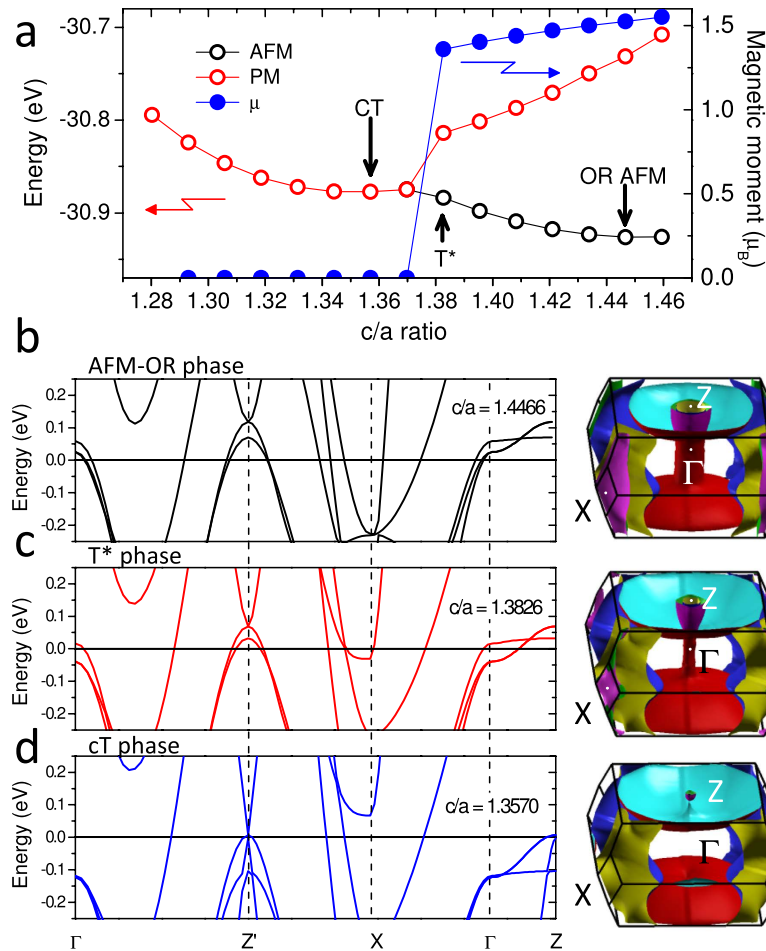 a
-30.7
-30.8
-30.9
Energy (eV)
AFM
PM
μ
CT
T*
OR AFM
1.5
1.0
0.5
0.0
Magnetic moment (μB)
1.28 1.30 1.32 1.34 1.36 1.38 1.40 1.42 1.44 1.46
c/a ratio
b
AFM-OR phase
0.2
0.1
0.0
-0.1
-0.2
Energy (eV)
c/a = 1.4466
Z
Γ
X
c
T* phase
0.2
0.1
0.0
-0.1
-0.2
Energy (eV)
c/a = 1.3826
Z
Γ
X
d
cT phase
0.2
0.1
0.0
-0.1
-0.2
Energy (eV)
c/a = 1.3570
Z
Γ
X
Γ Z' X Γ Z